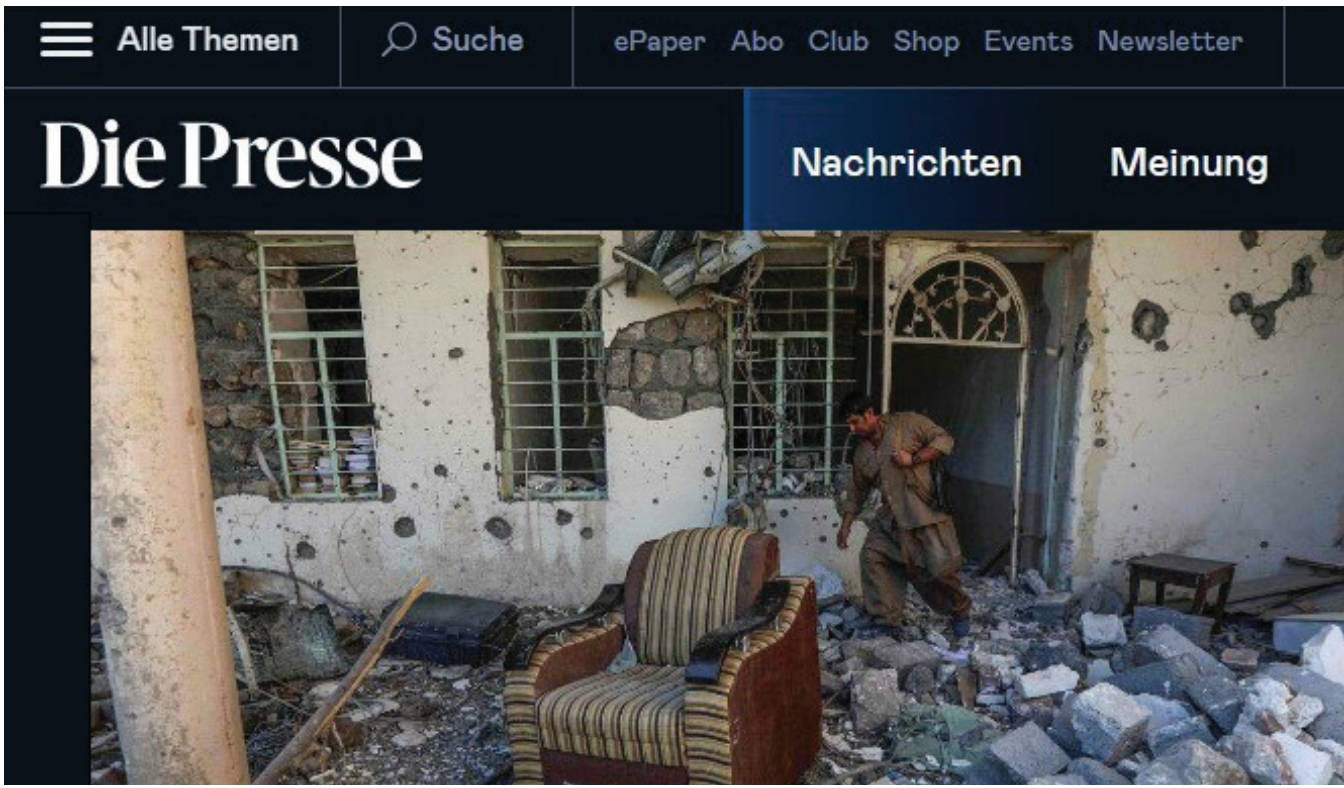 Alle Themen
Suche
ePaper Abo Club Shop Events Newsletter
Die Presse
Nachrichten Meinung